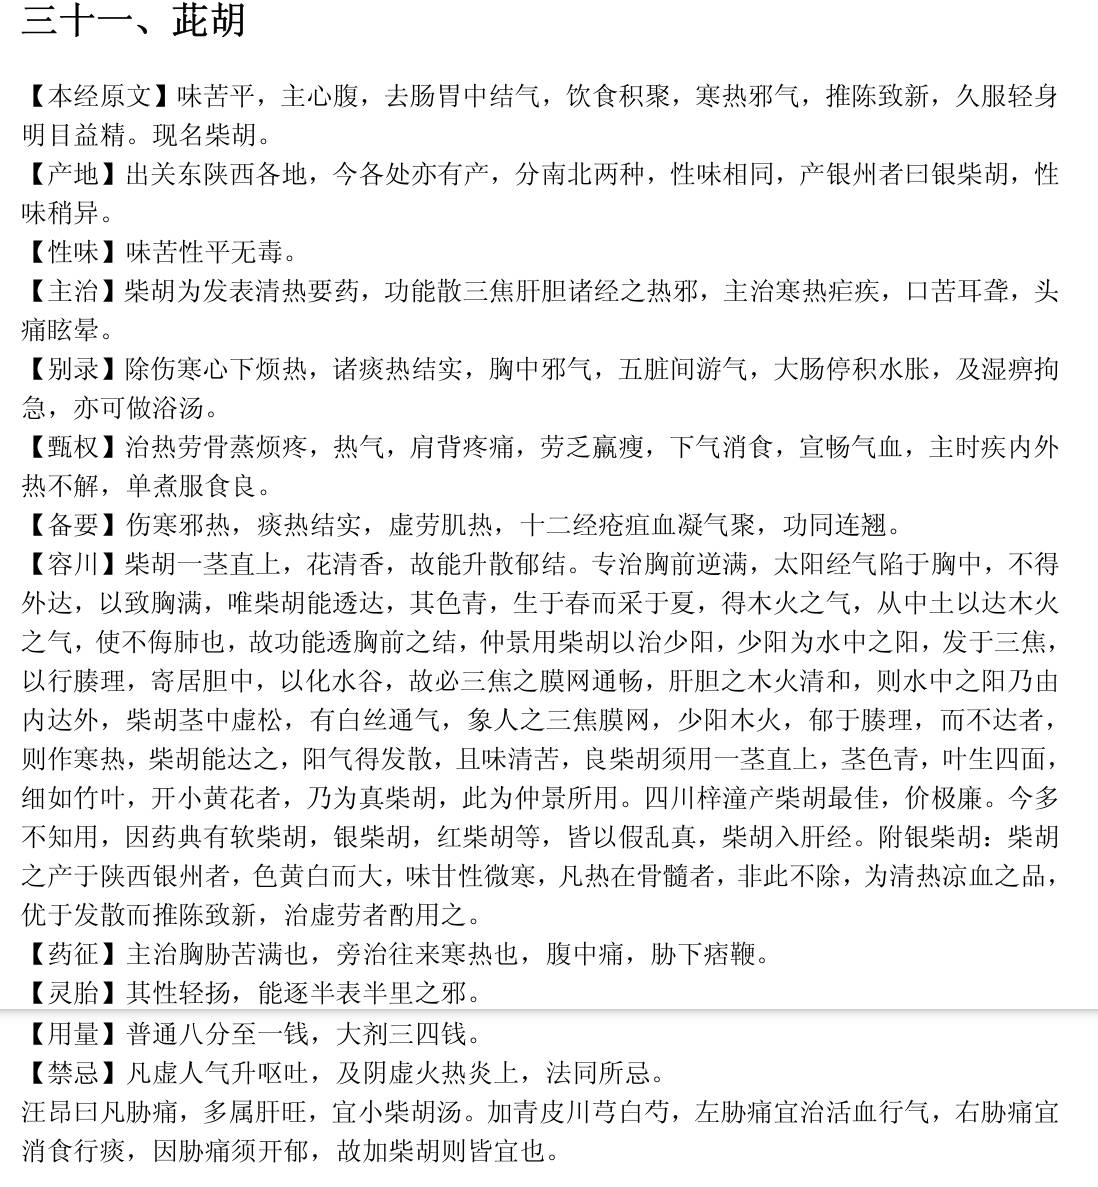 三十一、茈胡
【本经原文】味苦平，主心腹，去肠胃中结气，饮食积聚，寒热邪气，推陈致新，久服轻身
明目益精。现名柴胡。
【产地】出关东陕西各地，今各处亦有产，分南北两种，性味相同，产银州者曰银柴胡，性
味稍异。
【性味】味苦性平无毒。
【主治】柴胡为发表清热要药，功能散三焦肝胆诸经之热邪，主治寒热疟疾，口苦耳聋，头
痛眩晕。
【别录】除伤寒心下烦热，诸痰热结实，胸中邪气，五脏间游气，大肠停积水胀，及湿痹拘
急，亦可做浴汤。
【甄权】治热劳骨蒸烦疼，热气，肩背疼痛，劳乏羸瘦，下气消食，宣畅气血，主时疾内外
热不解，单煮服食良。
【备要】伤寒邪热，痰热结实，虚劳肌热，十二经疮疽血凝气聚，功同连翘。
【容川】柴胡一茎直上，花清香，故能升散郁结。专治胸前逆满，太阳经气陷于胸中，不得
外达，以致胸满，唯柴胡能透达，其色青，生于春而采于夏，得木火之气，从中土以达木火
之气，使不侮肺也，故功能透胸前之结，仲景用柴胡以治少阳，少阳为水中之阳，发于三焦，
以行腠理，寄居胆中，以化水谷，故必三焦之膜网通畅，肝胆之木火清和，则水中之阳乃由
内达外，柴胡茎中虚松，有白丝通气，象人之三焦膜网，少阳木火，郁于腠理，而不达者，
则作寒热，柴胡能达之，阳气得发散，且味清苦，良柴胡须用一茎直上，茎色青，叶生四面，
细如竹叶，开小黄花者，乃为真柴胡，此为仲景所用。四川梓潼产柴胡最佳，价极廉。今多
不知用，因药典有软柴胡，银柴胡，红柴胡等，皆以假乱真，柴胡入肝经。附银柴胡：柴胡
之产于陕西银州者，色黄白而大，味甘性微寒，凡热在骨髓者，非此不除，为清热凉血之品，
优于发散而推陈致新，治虚劳者酌用之。
【药征】主治胸胁苦满也，旁治往来寒热也，腹中痛，胁下痞鞭。
【灵胎】其性轻扬，能逐半表半里之邪。
【用量】普通八分至一钱，大剂三四钱。
【禁忌】凡虚人气升呕吐，及阴虚火热炎上，法同所忌。
汪昂曰凡胁痛，多属肝旺，宜小柴胡汤。加青皮川芎白芍，左胁痛宜治活血行气，右胁痛宜
消食行痰，因胁痛须开郁，故加柴胡则皆宜也。